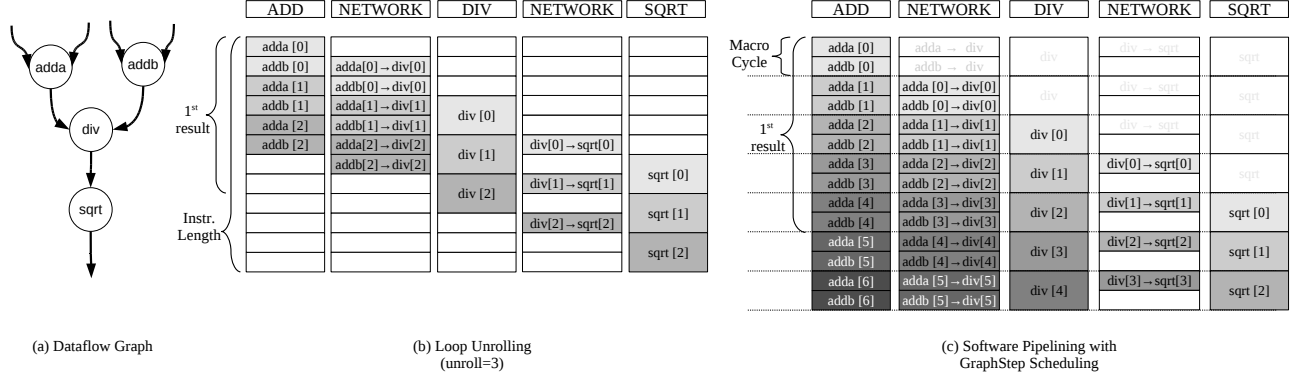 adda
addb
div
sqrt
(a) Dataflow Graph
ADD NETWORK DIV NETWORK SQRT
1st
result
Instr.
Length
adda [0]
addb [0] adda[0]→div[0]
adda [1] addb[0]→div[0]
addb [1] adda[1]→div[1]
div [0]
adda [2] addb[1]→div[1]
addb [2] adda[2]→div[2] div[0]→sqrt[0]
div [1]
addb[2]→div[2]
sqrt [0]
div[1]→sqrt[1]
div [2]
sqrt [1]
div[2]→sqrt[2]
sqrt [2]
(b) Loop Unrolling
(unroll=3)
ADD NETWORK DIV NETWORK SQRT
Macro
Cycle
1st
result
adda [0] adda → div div → sqrt
div sqrt
addb [0] addb → div
adda [1] adda [0]→div[0]
div sqrt
addb [1] addb [0]→div[0]
adda [2] adda [1]→div[1] div → sqrt
div [0] sqrt
addb [2] addb [1]→div[1]
adda [3] adda [2]→div[2] div[0]→sqrt[0]
div [1] sqrt
addb [3] addb [2]→div[2]
adda [4] adda [3]→div[3] div[1]→sqrt[1]
div [2] sqrt [0]
addb [4] addb [3]→div[3]
adda [5] adda [4]→div[4] div[2]→sqrt[2]
div [3] sqrt [1]
addb [5] addb [4]→div[4]
adda [6] adda [5]→div[5] div[3]→sqrt[3]
div [4] sqrt [2]
addb [6] addb [5]→div[5]
(c) Software Pipelining with
GraphStep Scheduling